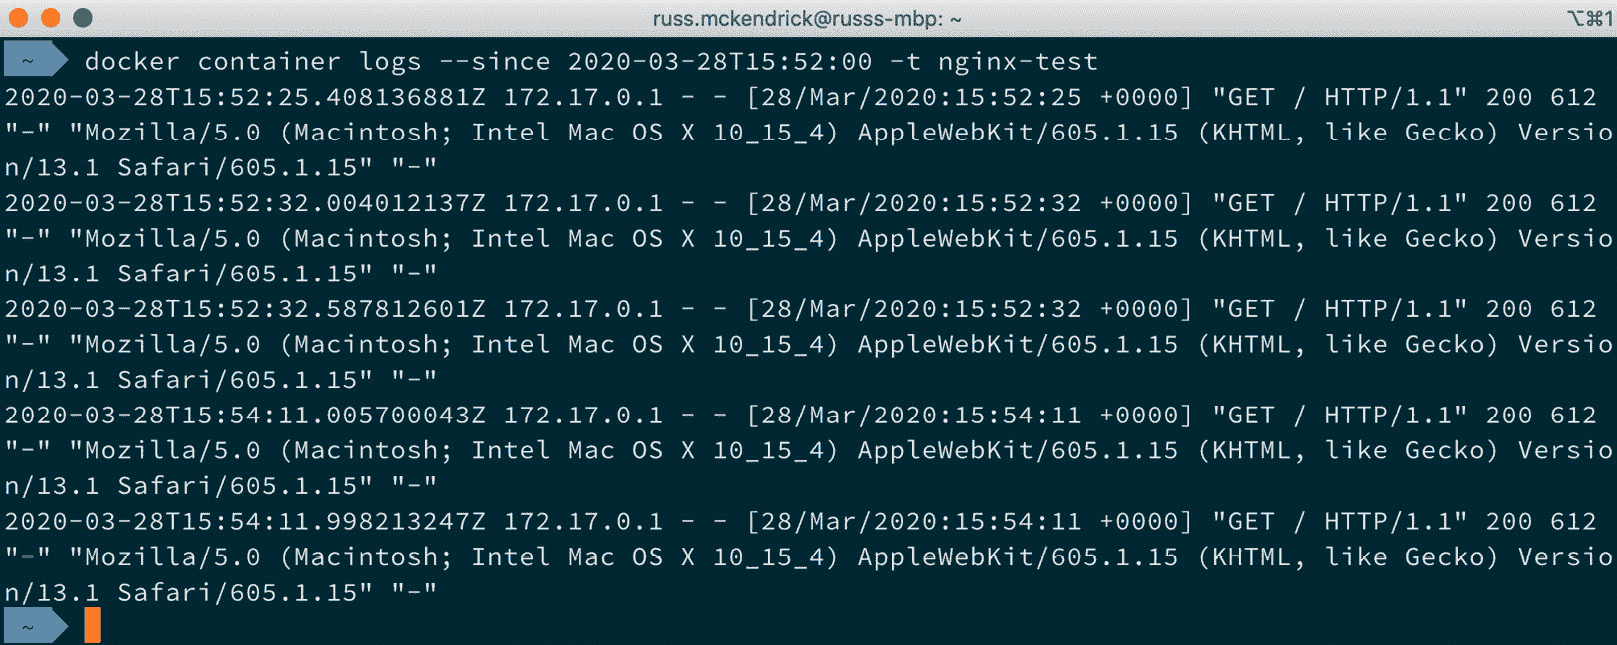 russ.mckendrick@russs-mbp: ~
⌥⌘1
~ docker container logs --since 2020-03-28T15:52:00 -t nginx-test
2020-03-28T15:52:25.408136881Z 172.17.0.1 - - [28/Mar/2020:15:52:25 +0000] "GET / HTTP/1.1" 200 612
"-" "Mozilla/5.0 (Macintosh; Intel Mac OS X 10_15_4) AppleWebKit/605.1.15 (KHTML, like Gecko) Versio
n/13.1 Safari/605.1.15" "-"
2020-03-28T15:52:32.004012137Z 172.17.0.1 - - [28/Mar/2020:15:52:32 +0000] "GET / HTTP/1.1" 200 612
"-" "Mozilla/5.0 (Macintosh; Intel Mac OS X 10_15_4) AppleWebKit/605.1.15 (KHTML, like Gecko) Versio
n/13.1 Safari/605.1.15" "-"
2020-03-28T15:52:32.587812601Z 172.17.0.1 - - [28/Mar/2020:15:52:32 +0000] "GET / HTTP/1.1" 200 612
"-" "Mozilla/5.0 (Macintosh; Intel Mac OS X 10_15_4) AppleWebKit/605.1.15 (KHTML, like Gecko) Versio
n/13.1 Safari/605.1.15" "-"
2020-03-28T15:54:11.005700043Z 172.17.0.1 - - [28/Mar/2020:15:54:11 +0000] "GET / HTTP/1.1" 200 612
"-" "Mozilla/5.0 (Macintosh; Intel Mac OS X 10_15_4) AppleWebKit/605.1.15 (KHTML, like Gecko) Versio
n/13.1 Safari/605.1.15" "-"
2020-03-28T15:54:11.998213247Z 172.17.0.1 - - [28/Mar/2020:15:54:11 +0000] "GET / HTTP/1.1" 200 612
"-" "Mozilla/5.0 (Macintosh; Intel Mac OS X 10_15_4) AppleWebKit/605.1.15 (KHTML, like Gecko) Versio
n/13.1 Safari/605.1.15" "-"
~